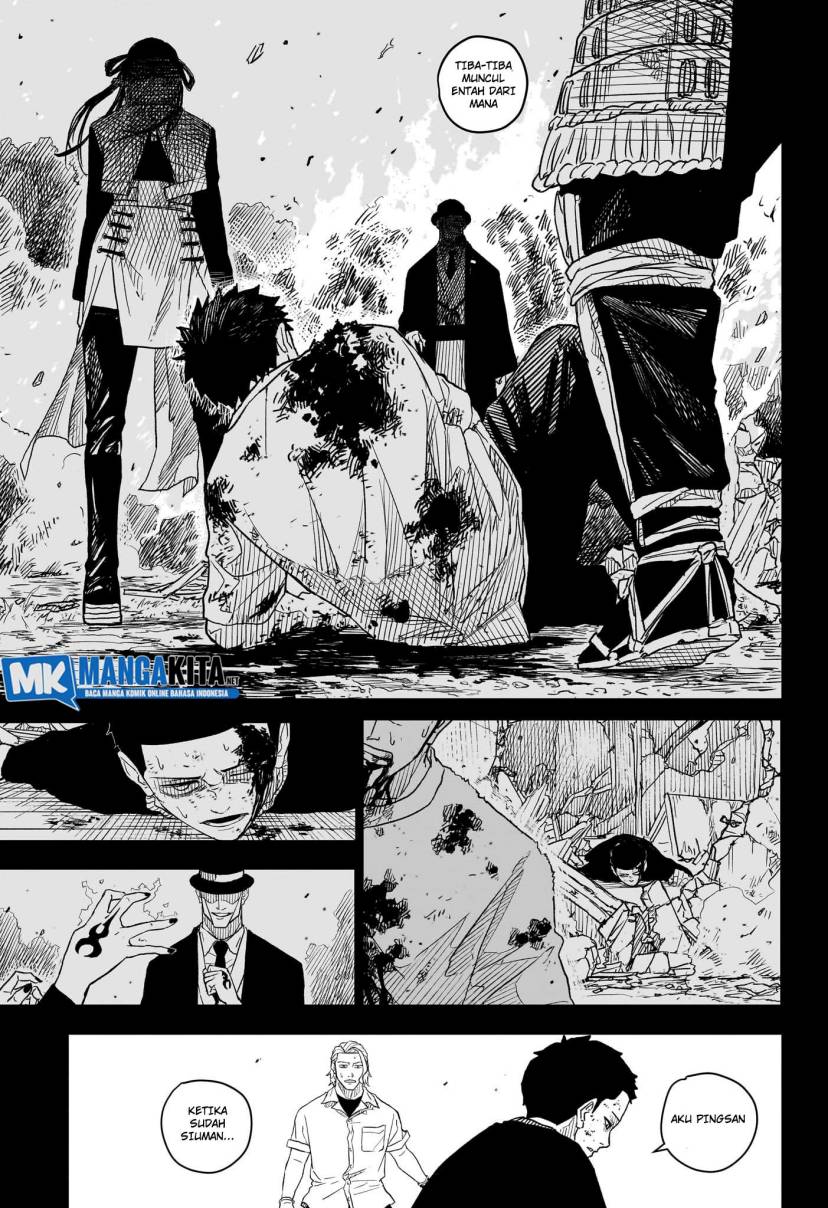 TIBA-TIBA
MUNCUL
ENTAH DARI
MANA
MK MANGAKITA.NET
BACA MANGA KOMIK ONLINE BAHASA INDONESIA
AKU PINGSAN
KETIKA
SUDAH
SIUMAN...